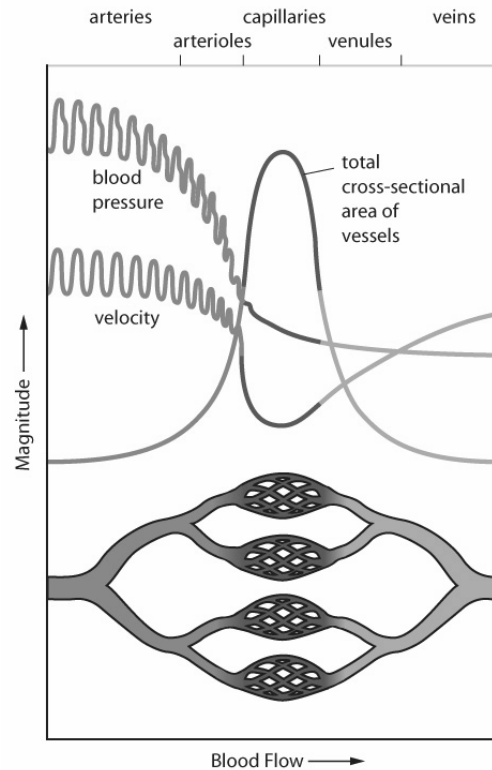 arteries capillaries veins
arterioles venules
blood
pressure
total
cross-sectional
area of
vessels
velocity
Magnitude
Blood Flow